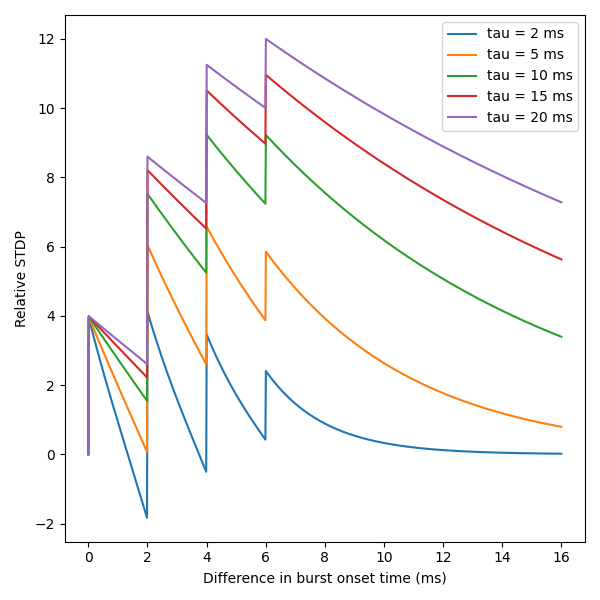 tau = 2 ms
tau = 5 ms
tau = 10 ms
tau = 15 ms
tau = 20 ms
12
10
8
6
4
2
0
−2
Relative STDP
0 2 4 6 8 10 12 14 16
Difference in burst onset time (ms)